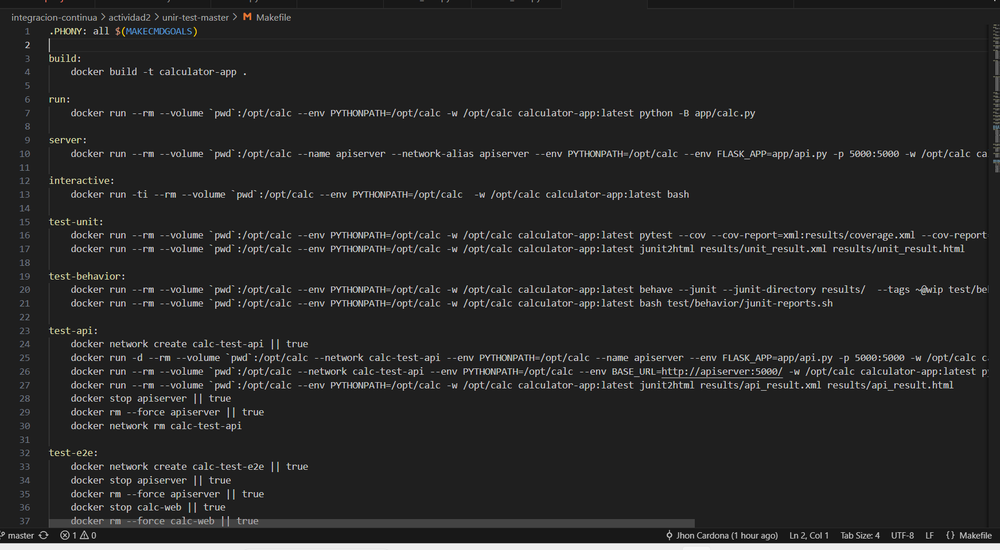 integracion-continua > actividad2 > unir-test-master > M Makefile
1 .PHONY: all $(MAKECMDGOALS)
2
3 build:
4 docker build -t calculator-app .
5
6 run:
7 docker run --rm --volume `pwd`:/opt/calc --env PYTHONPATH=/opt/calc -w /opt/calc calculator-app:latest python -B app/calc.py
8
9 server:
10 docker run --rm --volume `pwd`:/opt/calc --name apiserver --network-alias apiserver --env PYTHONPATH=/opt/calc --env FLASK_APP=app/api.py -p 5000:5000 -w /opt/calc ca
11
12 interactive:
13 docker run -ti --rm --volume `pwd`:/opt/calc --env PYTHONPATH=/opt/calc  -w /opt/calc calculator-app:latest bash
14
15 test-unit:
16 docker run --rm --volume `pwd`:/opt/calc --env PYTHONPATH=/opt/calc -w /opt/calc calculator-app:latest pytest --cov --cov-report=xml:results/coverage.xml --cov-report=
17 docker run --rm --volume `pwd`:/opt/calc --env PYTHONPATH=/opt/calc -w /opt/calc calculator-app:latest junit2html results/unit_result.xml results/unit_result.html
18
19 test-behavior:
20 docker run --rm --volume `pwd`:/opt/calc --env PYTHONPATH=/opt/calc -w /opt/calc calculator-app:latest behave --junit --junit-directory results/  --tags ~@wip test/be
21 docker run --rm --volume `pwd`:/opt/calc --env PYTHONPATH=/opt/calc -w /opt/calc calculator-app:latest bash test/behavior/junit-reports.sh
22
23 test-api:
24 docker network create calc-test-api || true
25 docker run -d --rm --volume `pwd`:/opt/calc --network calc-test-api --env PYTHONPATH=/opt/calc --name apiserver --env FLASK_APP=app/api.py -p 5000:5000 -w /opt/calc c
26 docker run --rm --volume `pwd`:/opt/calc --network calc-test-api --env PYTHONPATH=/opt/calc --env BASE_URL=http://apiserver:5000/ -w /opt/calc calculator-app:latest p
27 docker run --rm --volume `pwd`:/opt/calc --env PYTHONPATH=/opt/calc -w /opt/calc calculator-app:latest junit2html results/api_result.xml results/api_result.html
28 docker stop apiserver || true
29 docker rm --force apiserver || true
30 docker network rm calc-test-api
31
32 test-e2e:
33 docker network create calc-test-e2e || true
34 docker stop apiserver || true
35 docker rm --force apiserver || true
36 docker stop calc-web || true
37 docker rm --force calc-web || true
master 1 0 Jhon Cardona (1 hour ago) Ln 2, Col 1 Tab Size: 4 UTF-8 LF {} Makefile